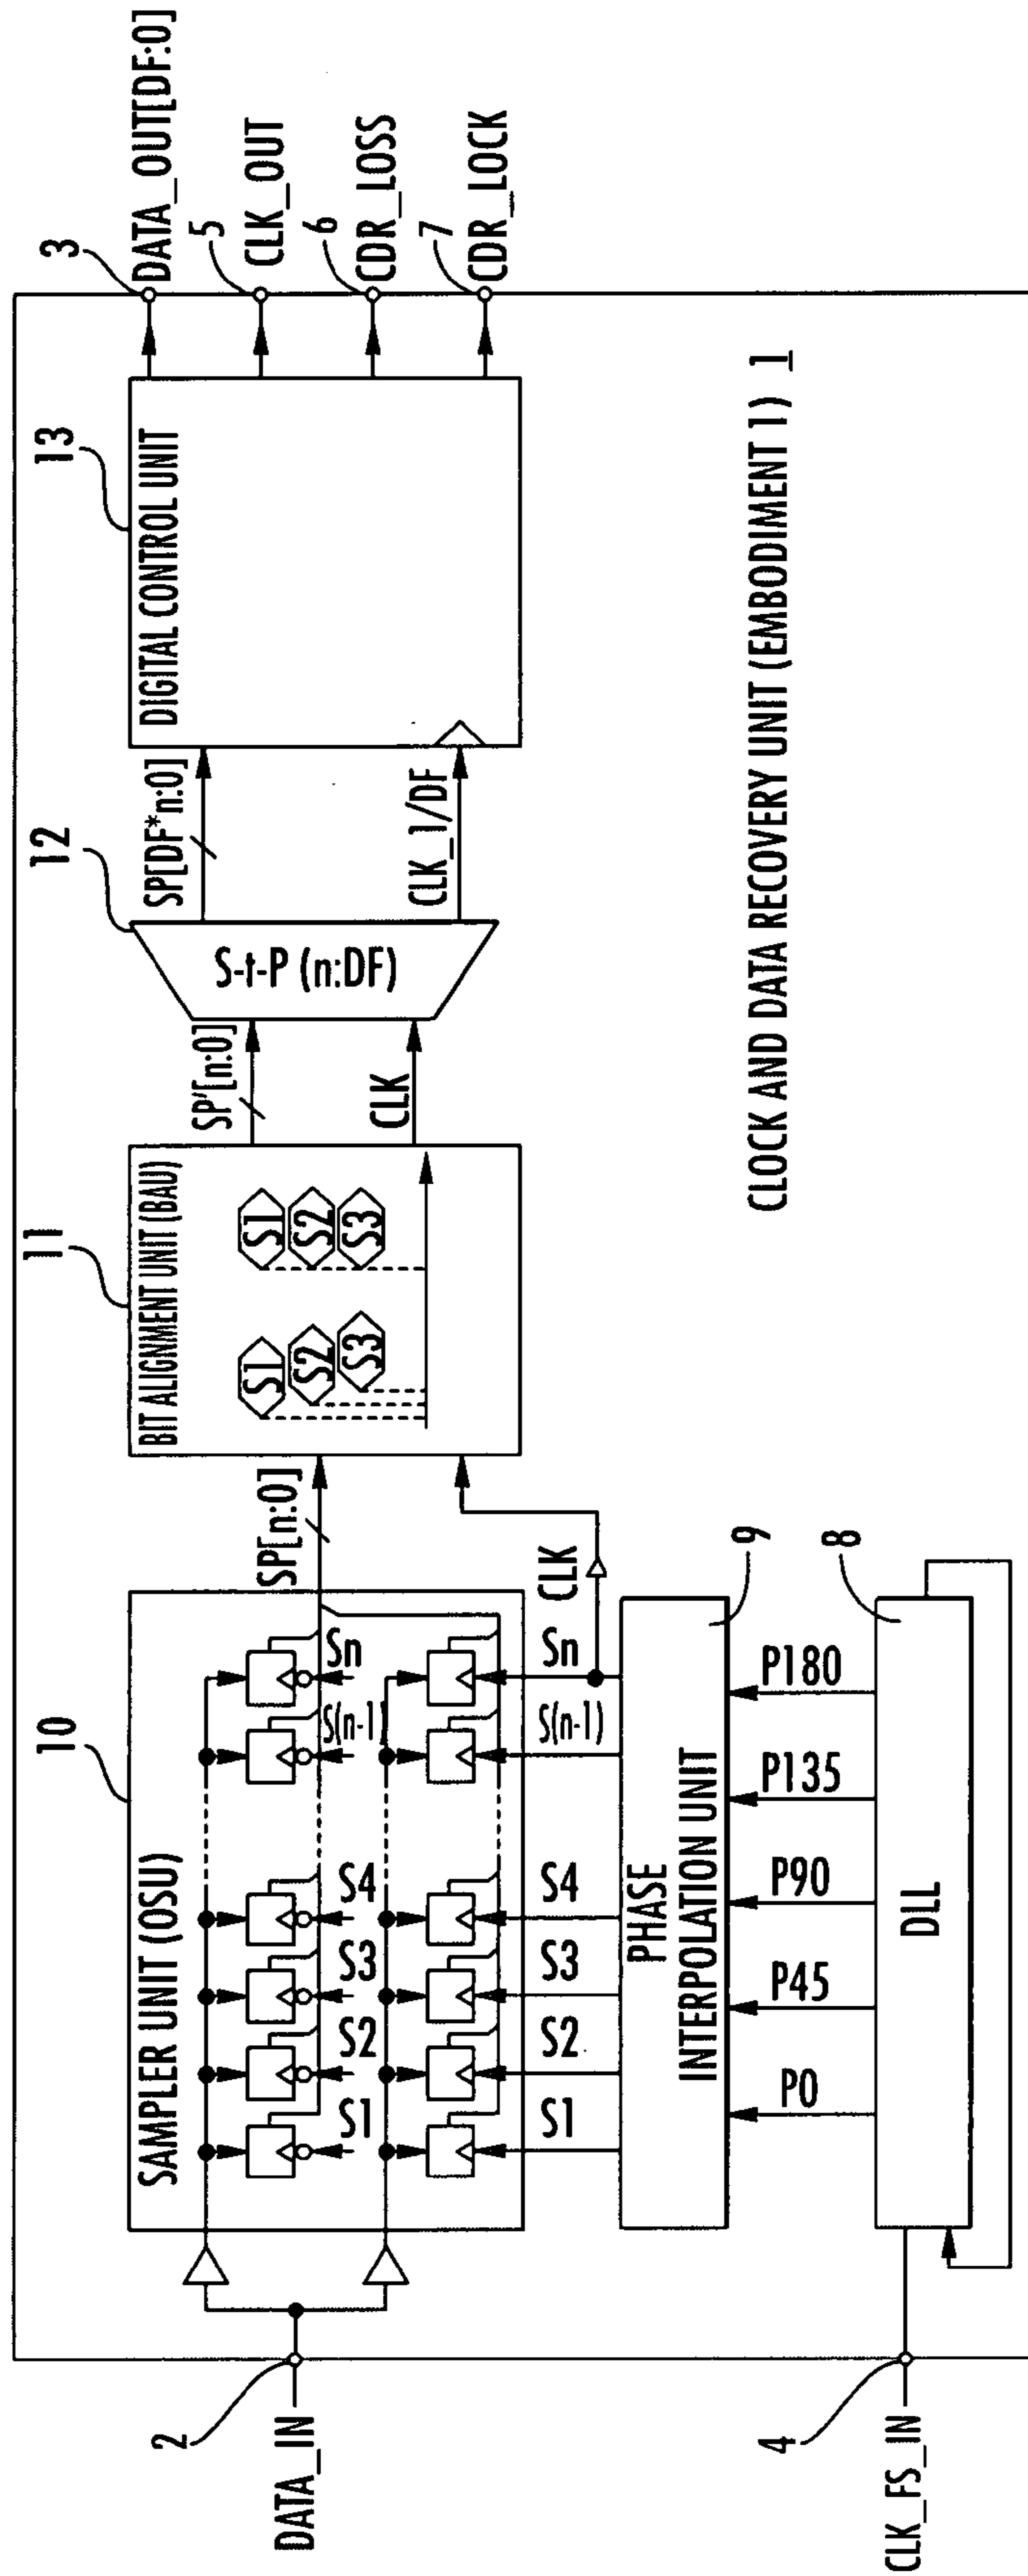 DATA_IN
2
CLK_FS_IN
4
10
SAMPLER UNIT (OSU)
S1
S2
S3
S4
S(n-1)
Sn
S1
S2
S3
S4
S(n-1)
Sn
CLK
SP[n:0]
PHASE
INTERPOLATION UNIT
9
P0
P45
P90
P135
P180
DLL
8
11
BIT ALIGNMENT UNIT (BAU)
S1
S2
S3
S1
S2
S3
SP'[n:0]
CLK
12
S-t-P (n:DF)
SP[DF*n:0]
CLK_1/DF
13
DIGITAL CONTROL UNIT
3
DATA_OUT[DF:0]
5
CLK_OUT
6
CDR_LOSS
7
CDR_LOCK
CLOCK AND DATA RECOVERY UNIT (EMBODIMENT 1) 1